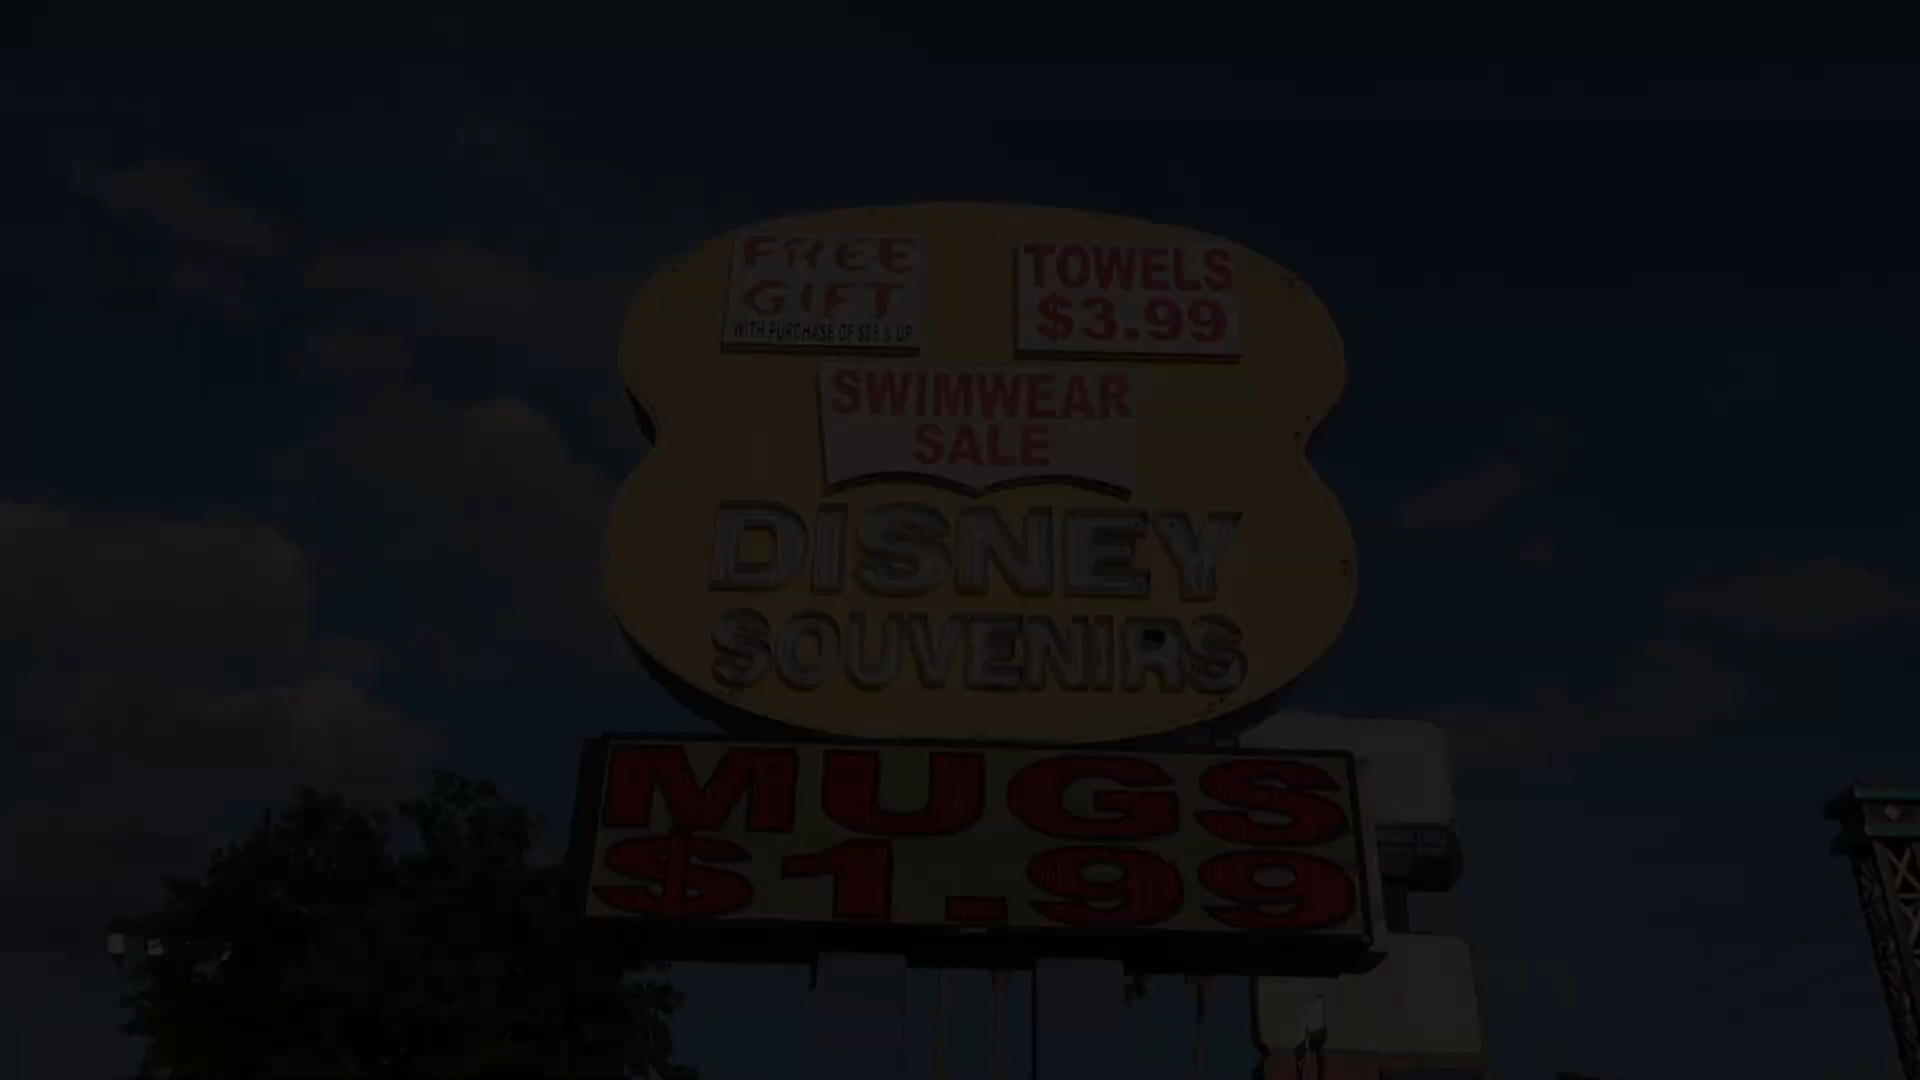 FREE
GIFT
WITH PURCHASE OF $25 & UP
TOWELS
$3.99
SWIMWEAR
SALE
DISNEY
SOUVENIRS
MUGS
$1.99